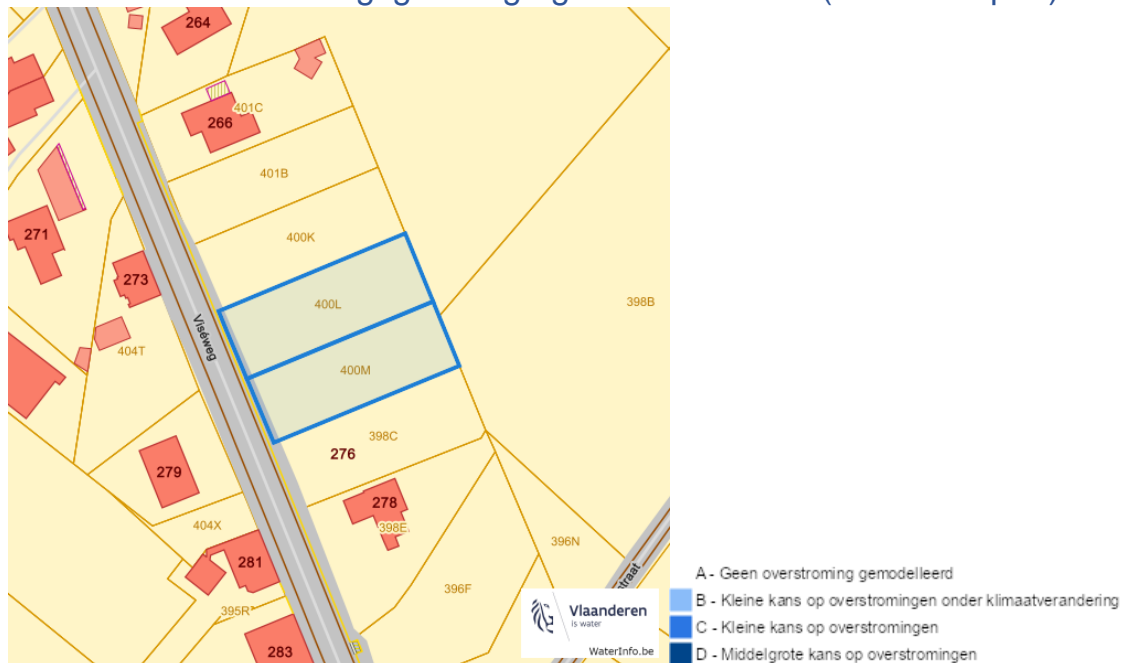 264
401C
266
401B
400K
271
273
400L
398B
Viséweg
404T
400M
398C
276
279
278
398E
404X
281
396N
straat
396F
395R
283
Vlaanderen
is water
WaterInfo.be
A - Geen overstroming gemodelleerd
B - Kleine kans op overstromingen onder klimaatverandering
C - Kleine kans op overstromingen
D - Middelgrote kans op overstromingen